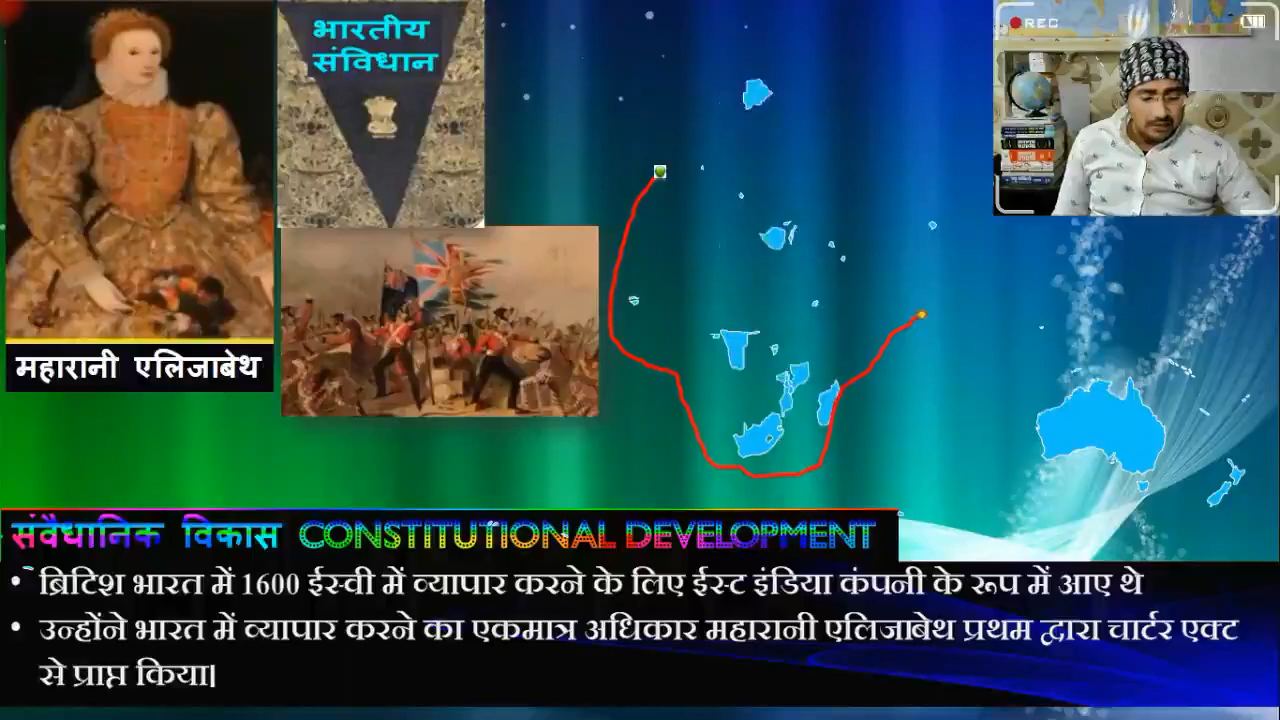 भारतीय
संविधान
REC
महारानी एलिजाबेथ
संवैधानिक विकास CONSTITUTIONAL DEVELOPMENT
• ब्रिटिश भारत में 1600 ईस्वी में व्यापार करने के लिए ईस्ट इंडिया कंपनी के रूप में आए थे
• उन्होंने भारत में व्यापार करने का एकमात्र अधिकार महारानी एलिजाबेथ प्रथम द्वारा चार्टर एक्ट
से प्राप्त किया।